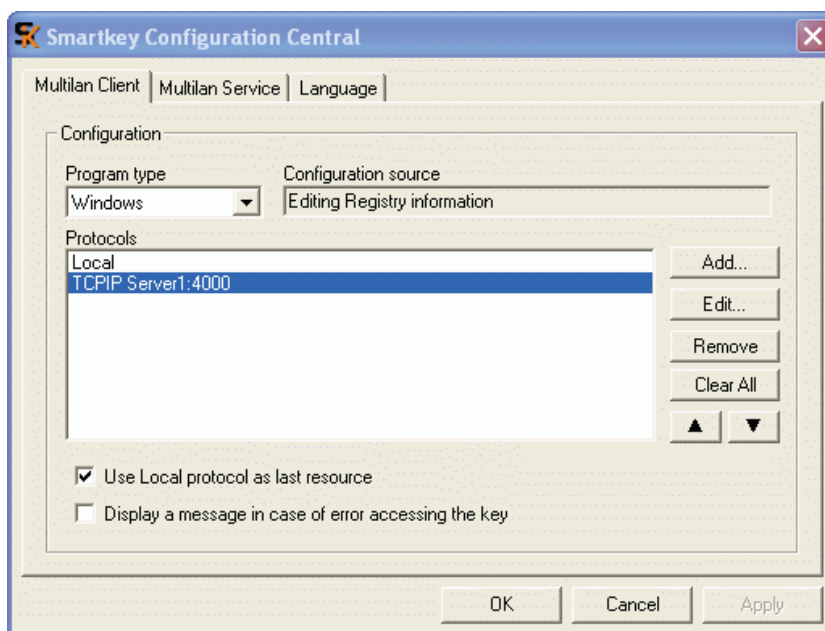 Smartkey Configuration Central
Multilan Client Multilan Service Language
Configuration
Program type Configuration source
Windows Editing Registry information
Protocols
Local
TCPIP Server1:4000
Add...
Edit...
Remove
Clear All
Use Local protocol as last resource
Display a message in case of error accessing the key
OK Cancel Apply